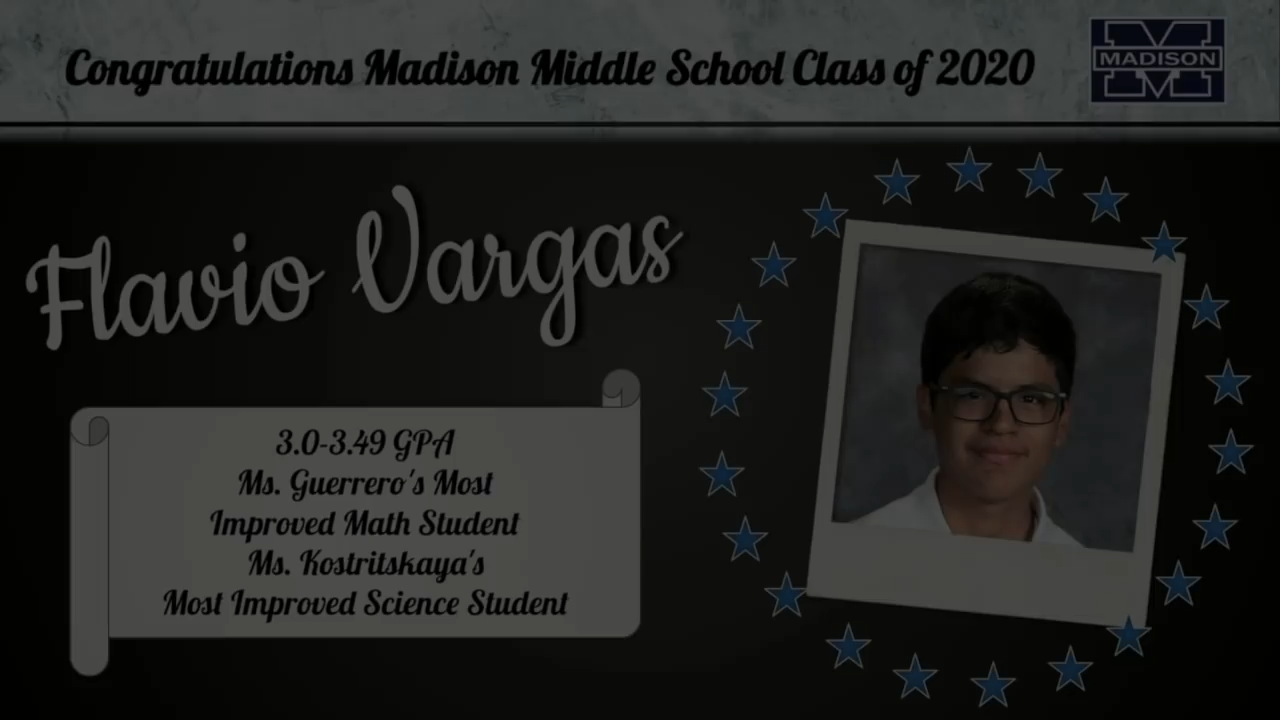 Congratulations Madison Middle School Class of 2020
MADISON
Flavio Vargas
3.0-3.49 GPA
Ms. Guerrero's Most
Improved Math Student
Ms. Kostritskaya's
Most Improved Science Student